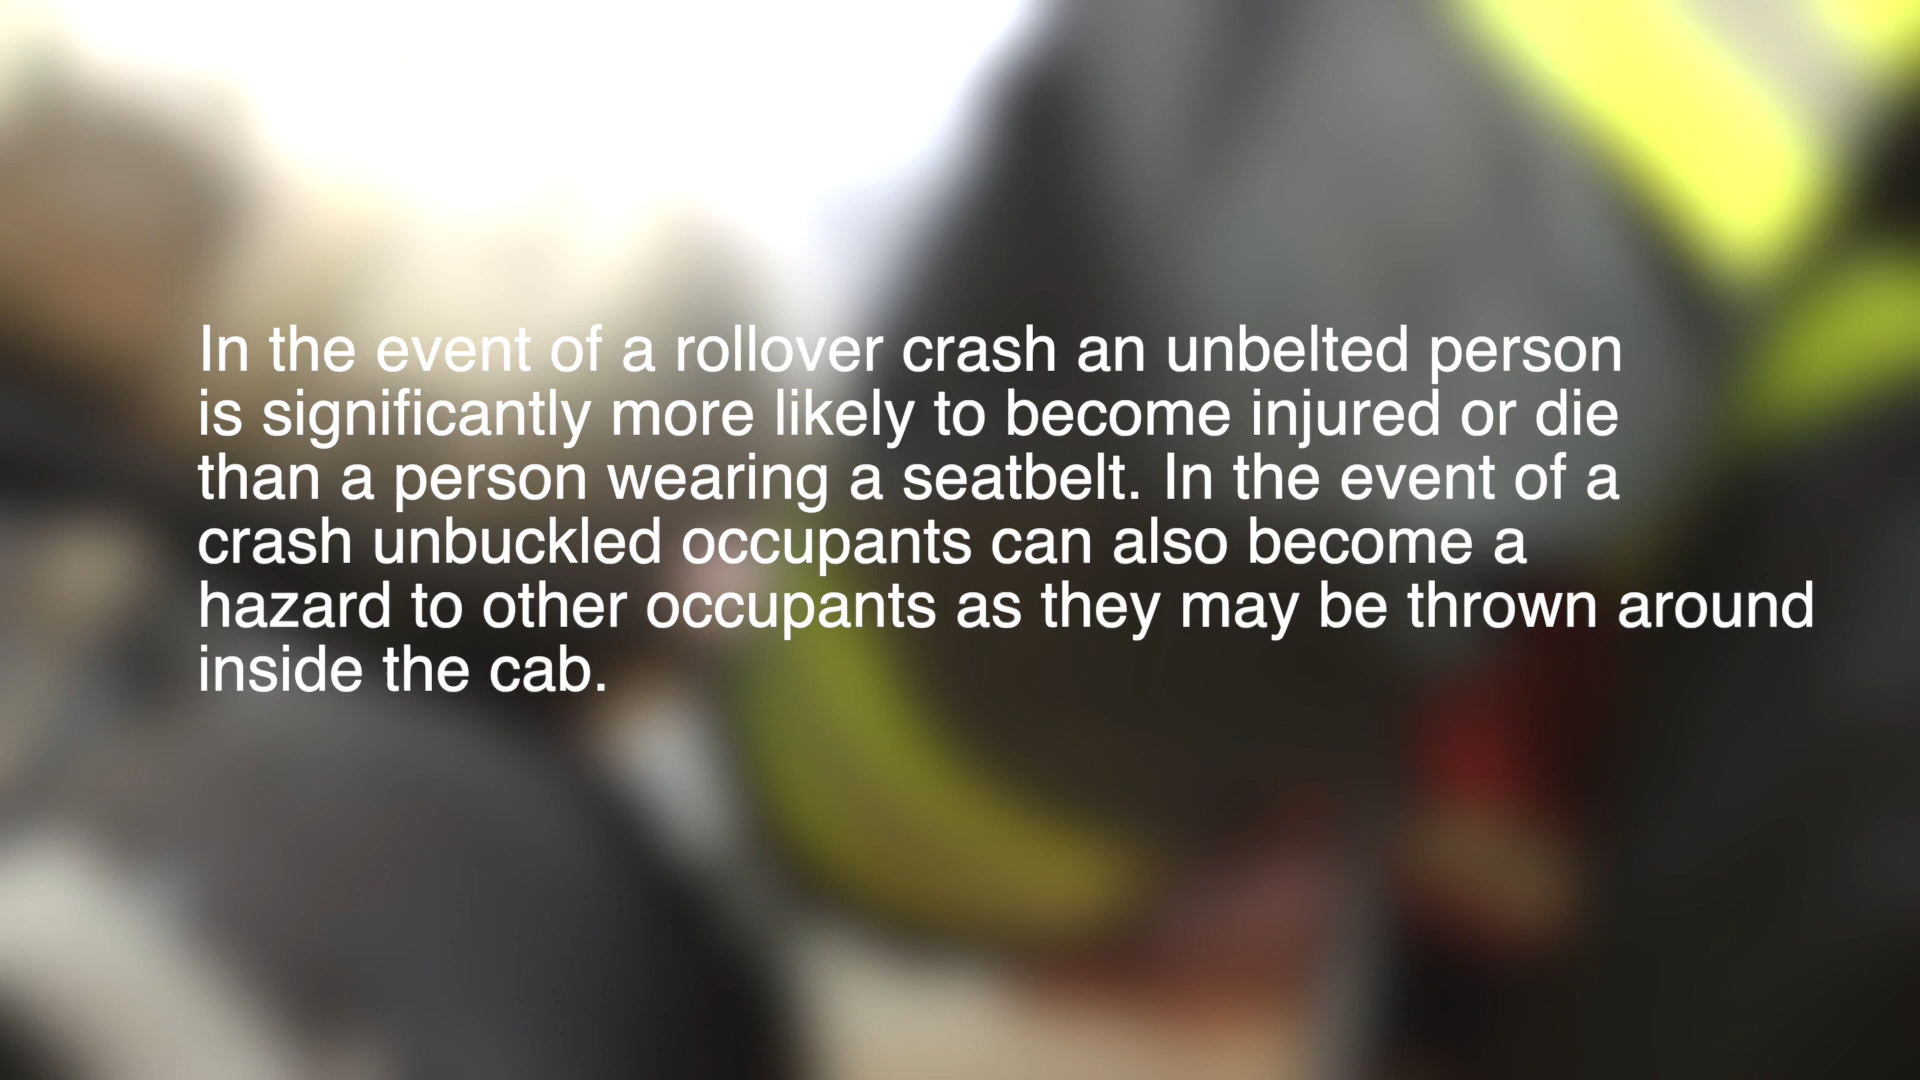 In the event of a rollover crash an unbelted person
is significantly more likely to become injured or die
than a person wearing a seatbelt. In the event of a
crash unbuckled occupants can also become a
hazard to other occupants as they may be thrown around
inside the cab.